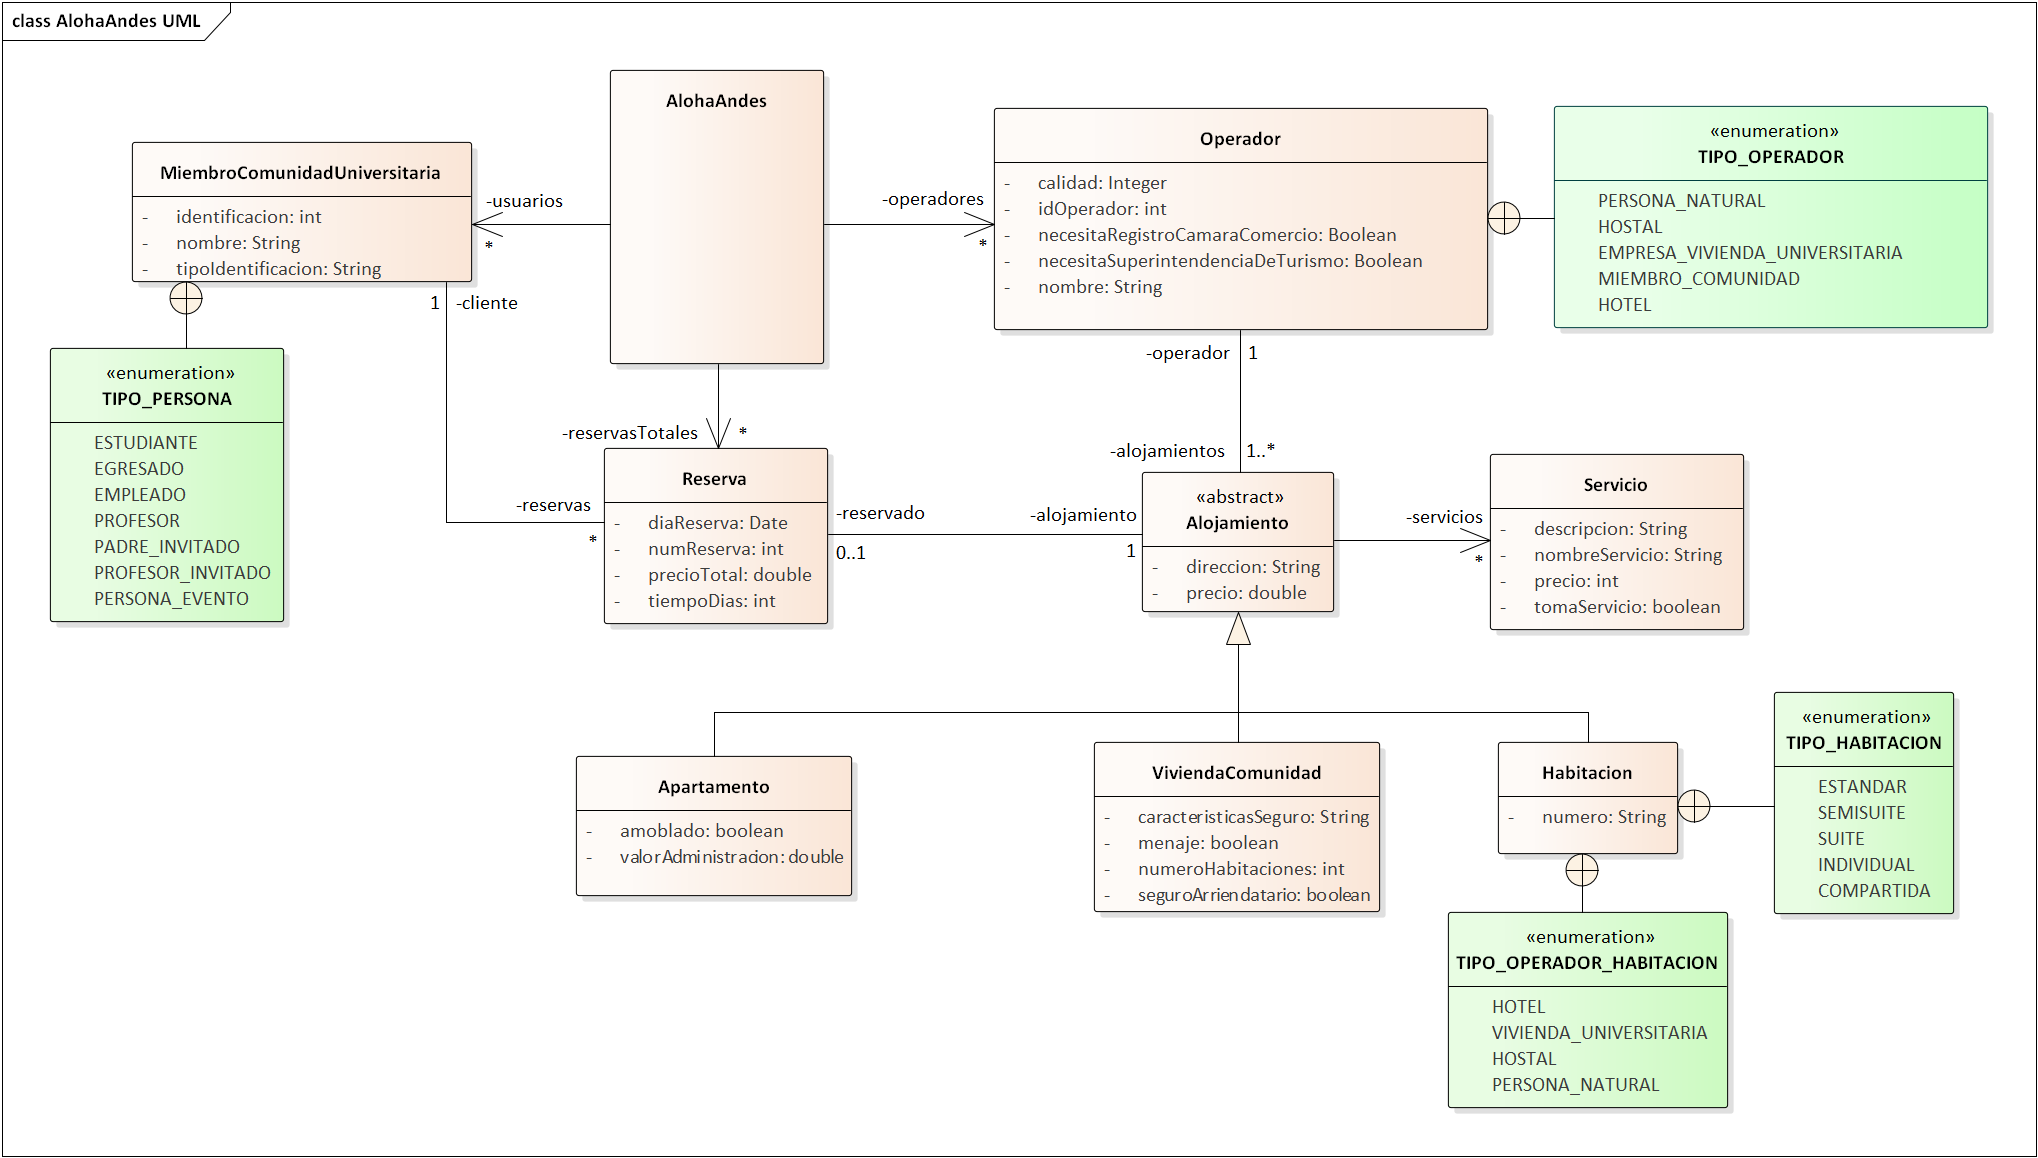 class AlohaAndes UML
AlohaAndes
MiembroComunidadUniversitaria
- identificacion: int
- nombre: String
- tipoIdentificacion: String
-usuarios
*
-operadores
*
Operador
- calidad: Integer
- idOperador: int
- necesitaRegistroCamaraComercio: Boolean
- necesitaSuperintendenciaDeTurismo: Boolean
- nombre: String
«enumeration»
TIPO_OPERADOR
PERSONA_NATURAL
HOSTAL
EMPRESA_VIVIENDA_UNIVERSITARIA
MIEMBRO_COMUNIDAD
HOTEL
1 -cliente
«enumeration»
TIPO_PERSONA
ESTUDIANTE
EGRESADO
EMPLEADO
PROFESOR
PADRE_INVITADO
PROFESOR_INVITADO
PERSONA_EVENTO
-reservasTotales *
-reservas
*
Reserva
- diaReserva: Date
- numReserva: int
- precioTotal: double
- tiempoDias: int
-reservado
0..1
-alojamiento
1
-operador 1
-alojamientos 1..*
«abstract»
Alojamiento
- direccion: String
- precio: double
-servicios
*
Servicio
- descripcion: String
- nombreServicio: String
- precio: int
- tomaServicio: boolean
Apartamento
- amoblado: boolean
- valorAdministracion: double
ViviendaComunidad
- caracteristicasSeguro: String
- menaje: boolean
- numeroHabitaciones: int
- seguroArriendatario: boolean
Habitacion
- numero: String
«enumeration»
TIPO_HABITACION
ESTANDAR
SEMISUITE
SUITE
INDIVIDUAL
COMPARTIDA
«enumeration»
TIPO_OPERADOR_HABITACION
HOTEL
VIVIENDA_UNIVERSITARIA
HOSTAL
PERSONA_NATURAL